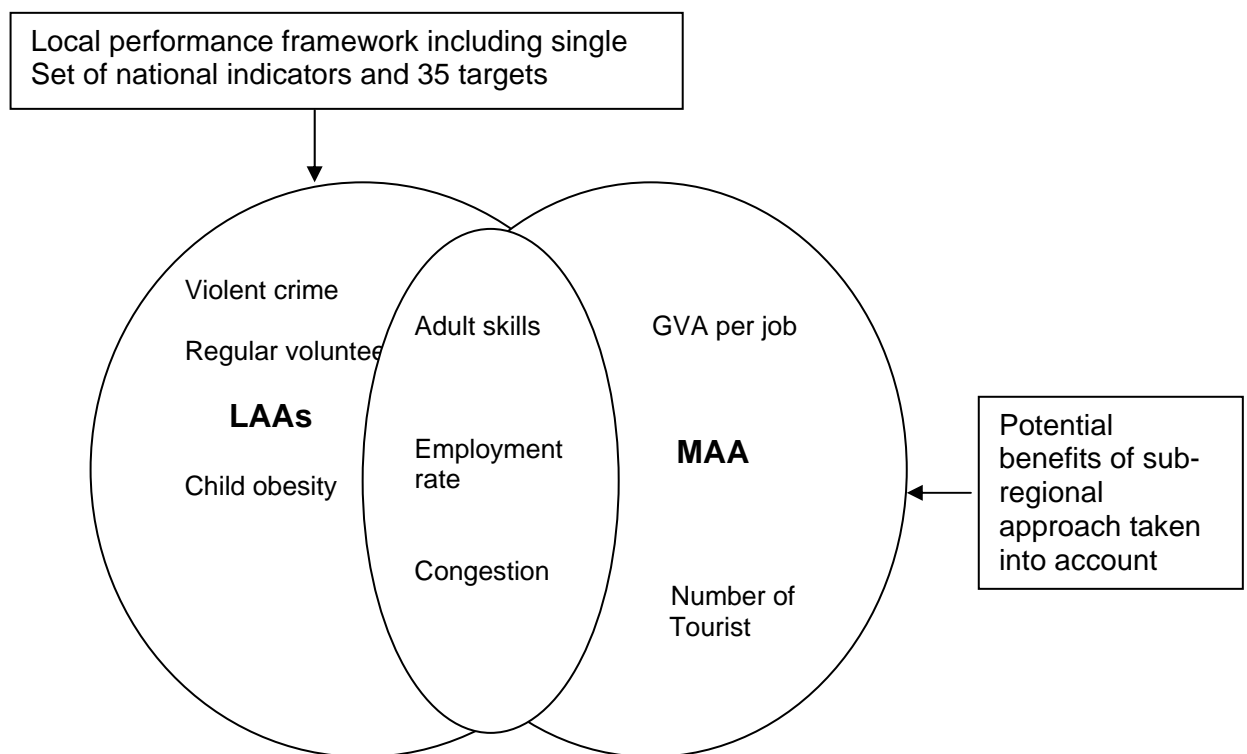 Local performance framework including single
Set of national indicators and 35 targets
Violent crime
Regular voluntee
LAAs
Child obesity
Adult skills
Employment
rate
Congestion
GVA per job
MAA
Number of
Tourist
Potential
benefits of sub-
regional
approach taken
into account